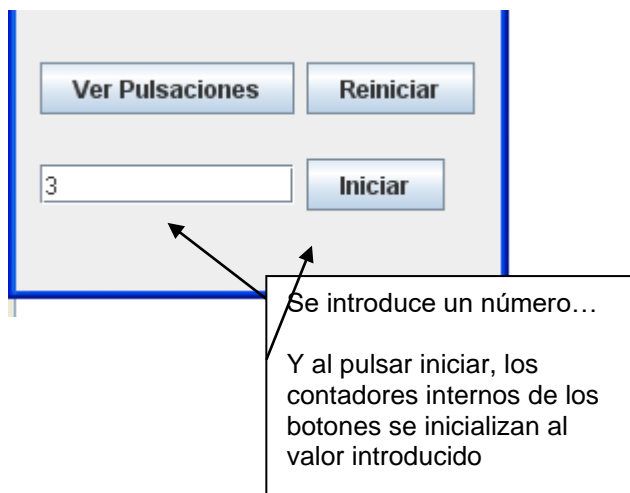 Ver Pulsaciones Reiniciar
3 Iniciar
Se introduce un número…
Y al pulsar iniciar, los
contadores internos de los
botones se inicializan al
valor introducido